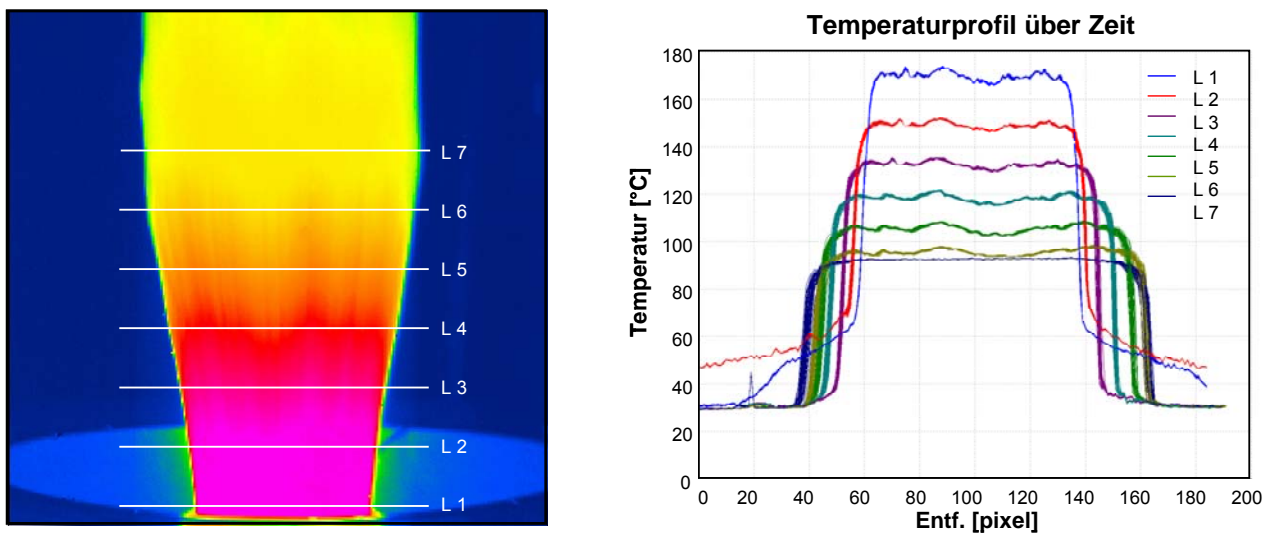 L 7
L 6
L 5
L 4
L 3
L 2
L 1
Temperaturprofil über Zeit
Temperatur [°C]
180
160
140
120
100
80
60
40
20
0
L 1
L 2
L 3
L 4
L 5
L 6
L 7
0 20 40 60 80 100 120 140 160 180 200
Entf. [pixel]